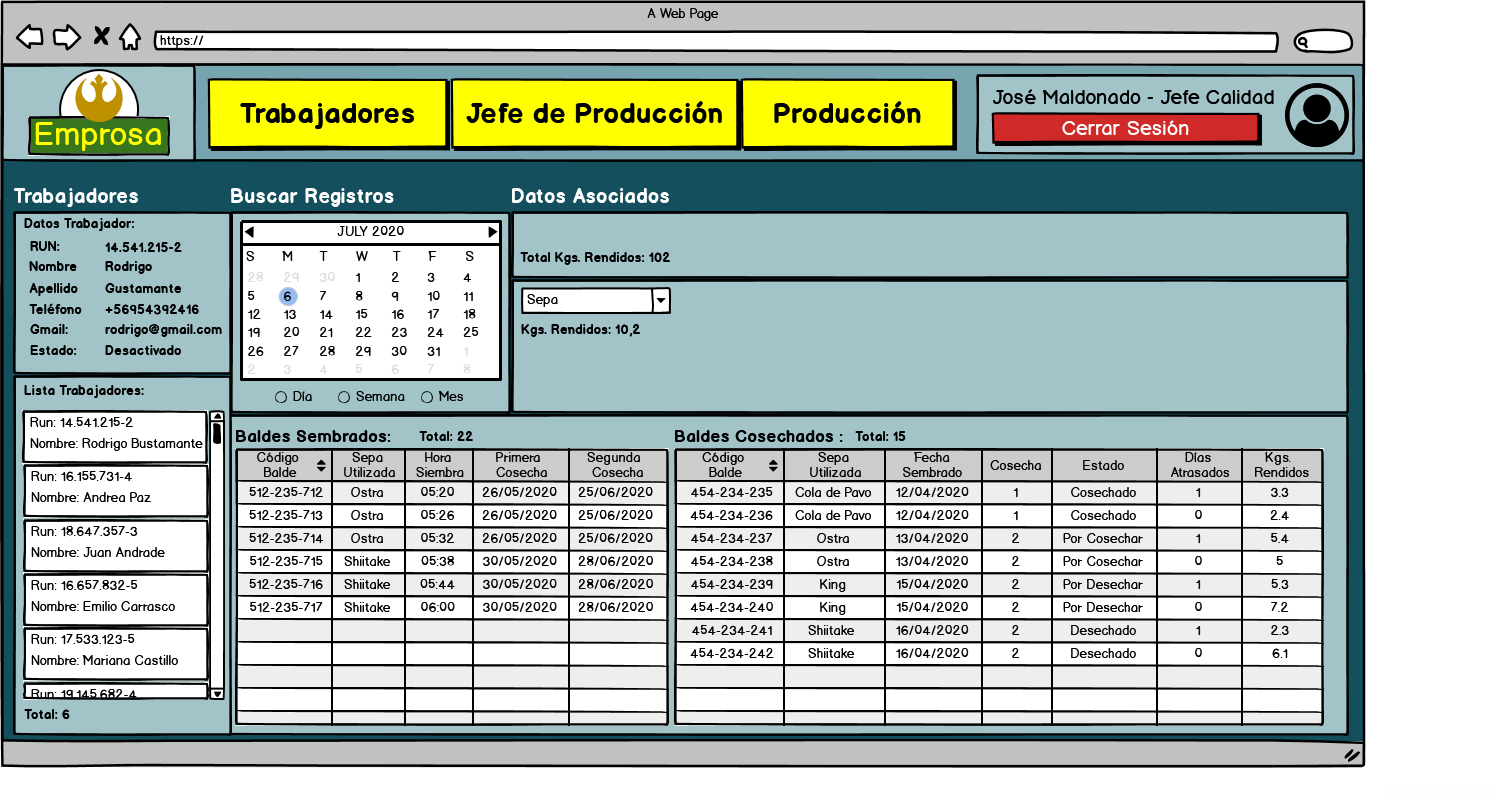 A Web Page
https://
Emprosa
Trabajadores
Jefe de Producción
Producción
José Maldonado - Jefe Calidad
Cerrar Sesión
Trabajadores
Datos Trabajador:
RUN: 14.541.215-2
Nombre Rodrigo
Apellido Gustamante
Teléfono +56954392416
Gmail: rodrigo@gmail.com
Estado: Desactivado
Lista Trabajadores:
Run: 14.541.215-2
Nombre: Rodrigo Bustamante
Run: 16.155.731-4
Nombre: Andrea Paz
Run: 18.647.357-3
Nombre: Juan Andrade
Run: 16.657.832-5
Nombre: Emilio Carrasco
Run: 17.533.123-5
Nombre: Mariana Castillo
Run: 19.145.682-4
Total: 6
Buscar Registros
JULY 2020
S M T W T F S
28 29 30 1 2 3 4
5 6 7 8 9 10 11
12 13 14 15 16 17 18
19 20 21 22 23 24 25
26 27 28 29 30 31 1
2 3 4 5 6 7 8
Día Semana Mes
Datos Asociados
Total Kgs. Rendidos: 102
Sepa
Kgs. Rendidos: 10,2
Baldes Sembrados: Total: 22
Código Balde Sepa Utilizada Hora Siembra Primera Cosecha Segunda Cosecha
512-235-712 Ostra 05:20 26/05/2020 25/06/2020
512-235-713 Ostra 05:26 26/05/2020 25/06/2020
512-235-714 Ostra 05:32 26/05/2020 25/06/2020
512-235-715 Shiitake 05:38 30/05/2020 28/06/2020
512-235-716 Shiitake 05:44 30/05/2020 28/06/2020
512-235-717 Shiitake 06:00 30/05/2020 28/06/2020
Baldes Cosechados : Total: 15
Código Balde Sepa Utilizada Fecha Sembrado Cosecha Estado Días Atrasados Kgs. Rendidos
454-234-235 Cola de Pavo 12/04/2020 1 Cosechado 1 3.3
454-234-236 Cola de Pavo 12/04/2020 1 Cosechado 0 2.4
454-234-237 Ostra 13/04/2020 2 Por Cosechar 1 5.4
454-234-238 Ostra 13/04/2020 2 Por Cosechar 0 5
454-234-239 King 15/04/2020 2 Por Desechar 1 5.3
454-234-240 King 15/04/2020 2 Por Desechar 0 7.2
454-234-241 Shiitake 16/04/2020 2 Desechado 1 2.3
454-234-242 Shiitake 16/04/2020 2 Desechado 0 6.1